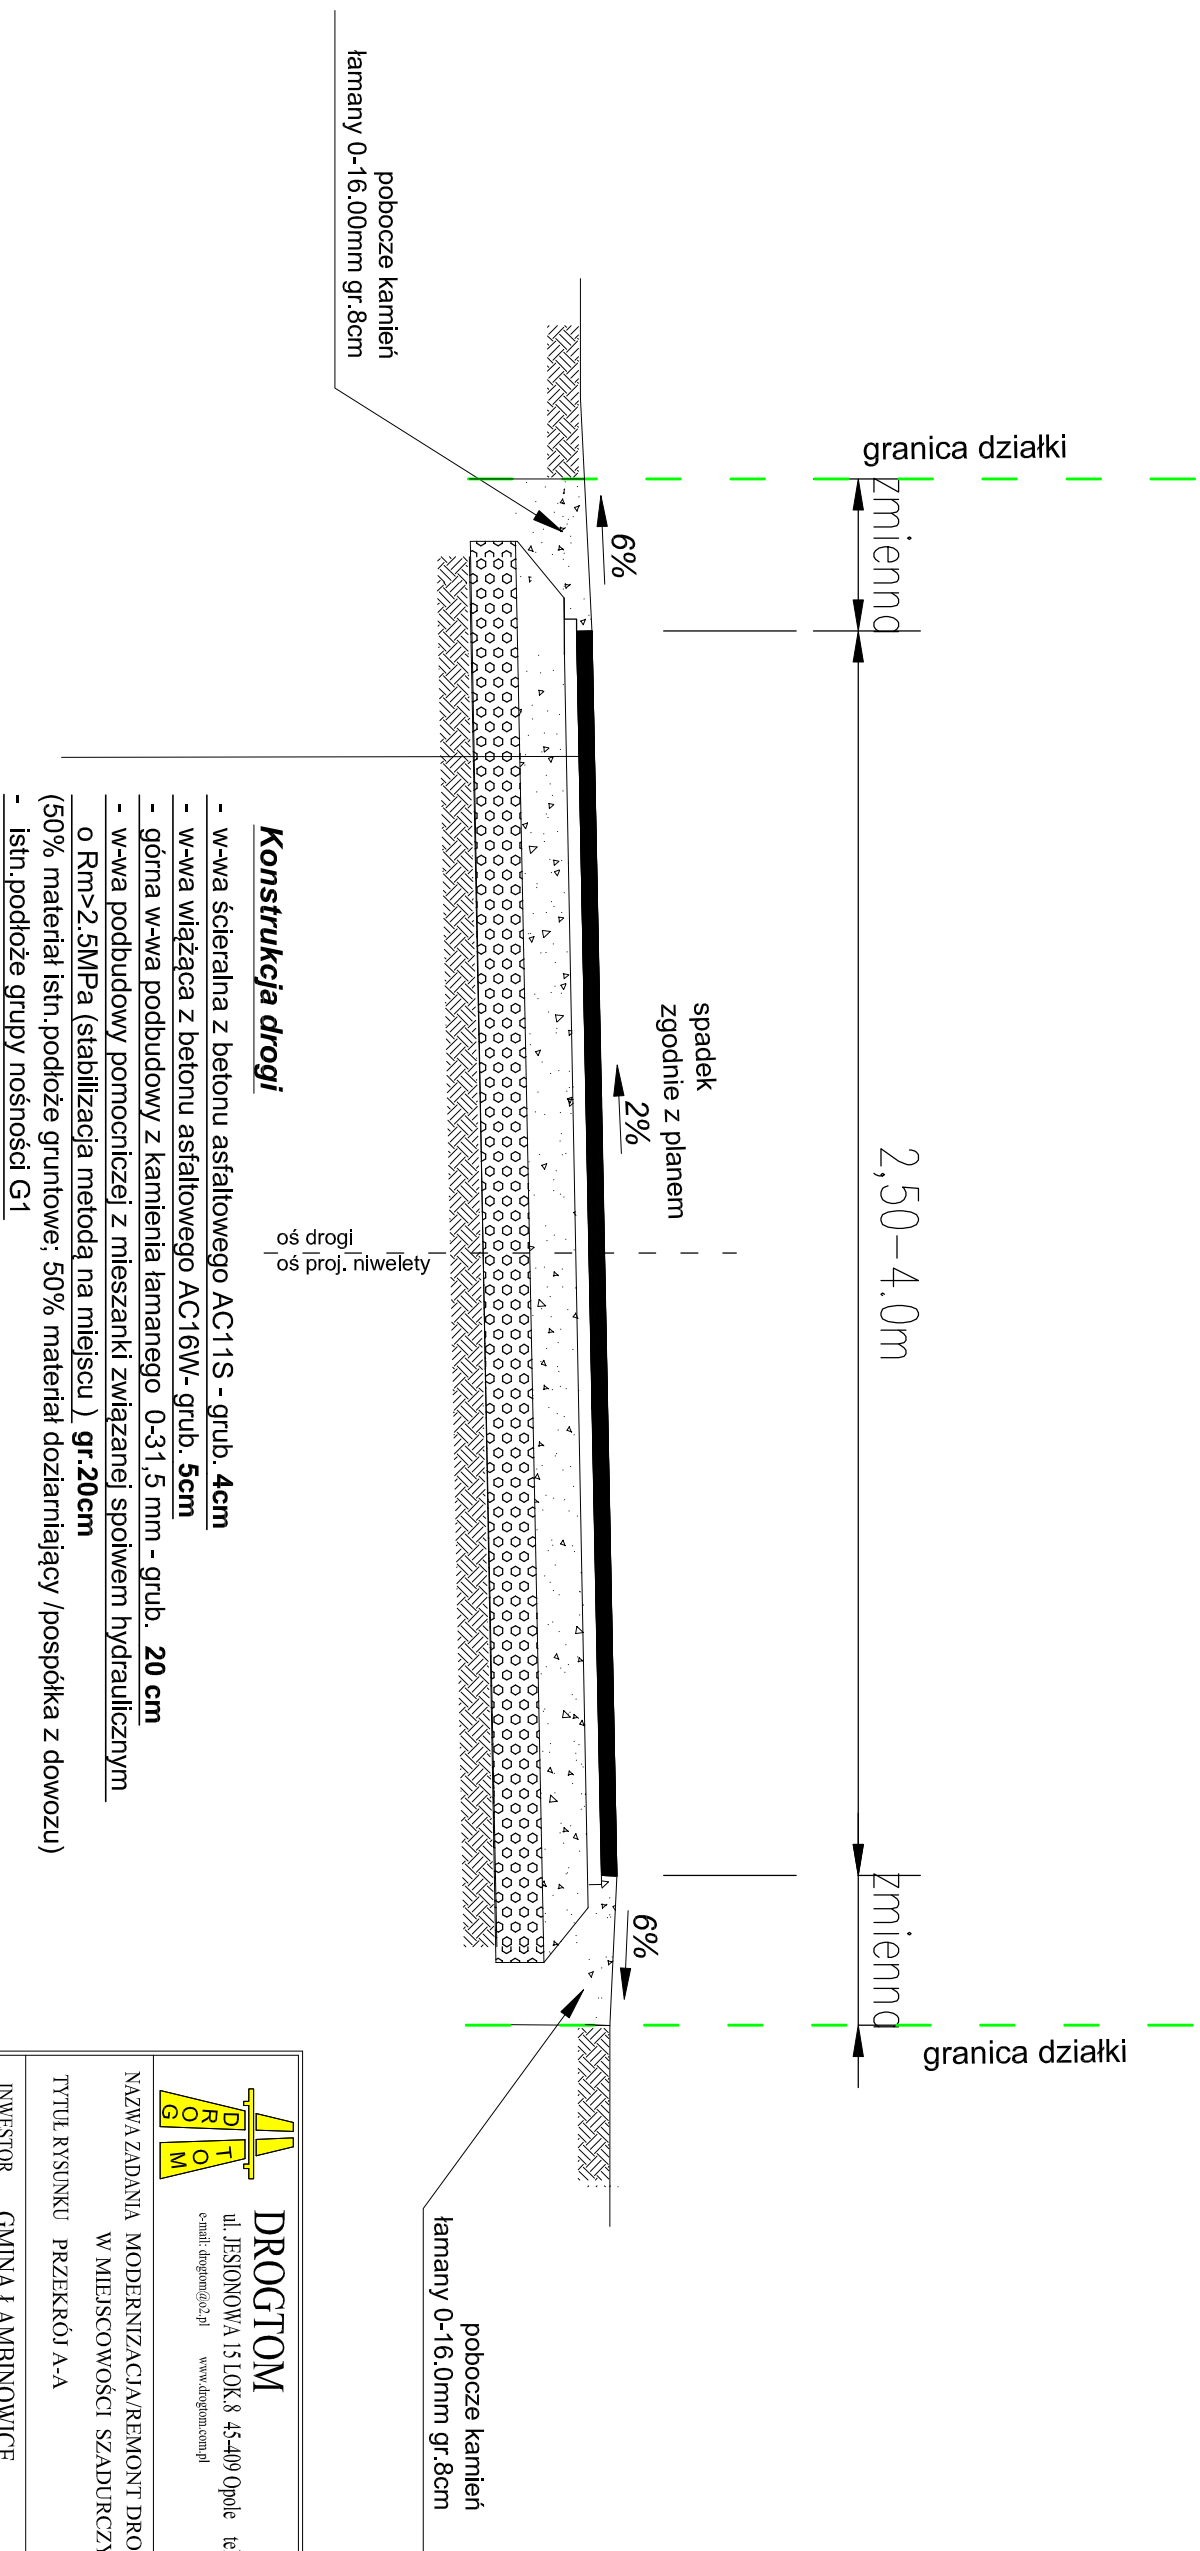 granica działki
zmienna
2,50-4.0m
zmienna
granica działki
spadek
zgodnie z planem
6%
2%
6%
pobocze kamień
łamany 0-16.00mm gr.8cm
pobocze kamień
łamany 0-16.0mm gr.8cm
oś drogi
oś proj. niwelety
Konstrukcja drogi
- w-wa ścieralna z betonu asfaltowego AC11S - grub. 4cm
- w-wa wiążąca z betonu asfaltowego AC16W- grub. 5cm
- górna w-wa podbudowy z kamienia łamanego 0-31,5 mm - grub. 20 cm
- w-wa podbudowy pomocniczej z mieszanki związanej spoiwem hydraulicznym
o Rm>2.5MPa (stabilizacja metodą na miejscu ) gr.20cm
(50% materiał istn.podłoże gruntowe; 50% materiał doziarniający /pospółka z dowozu)
- istn.podłoże grupy nośności G1
DROG
TOM
DROGTOM
ul. JESIONOWA 15 LOK.8 45-409 Opole te
e-mail: drogtom@o2.pl www.drogtom.com.pl
NAZWA ZADANIA MODERNIZACJA/REMONT DRO
W MIEJSCOWOŚCI SZADURCZY
TYTUŁ RYSUNKU PRZEKRÓJ A-A
INWESTOR GMINA ŁAMBINOWICE